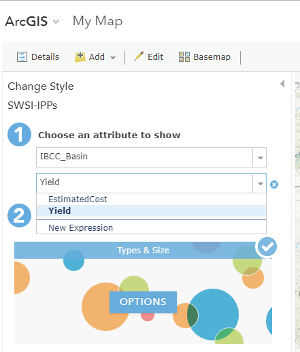 ArcGIS My Map
Details Add Edit Basemap
Change Style
SWSI-IPPs
1 Choose an attribute to show
IBCC_Basin
Yield
EstimatedCost
2 Yield
New Expression
Types & Size
OPTIONS